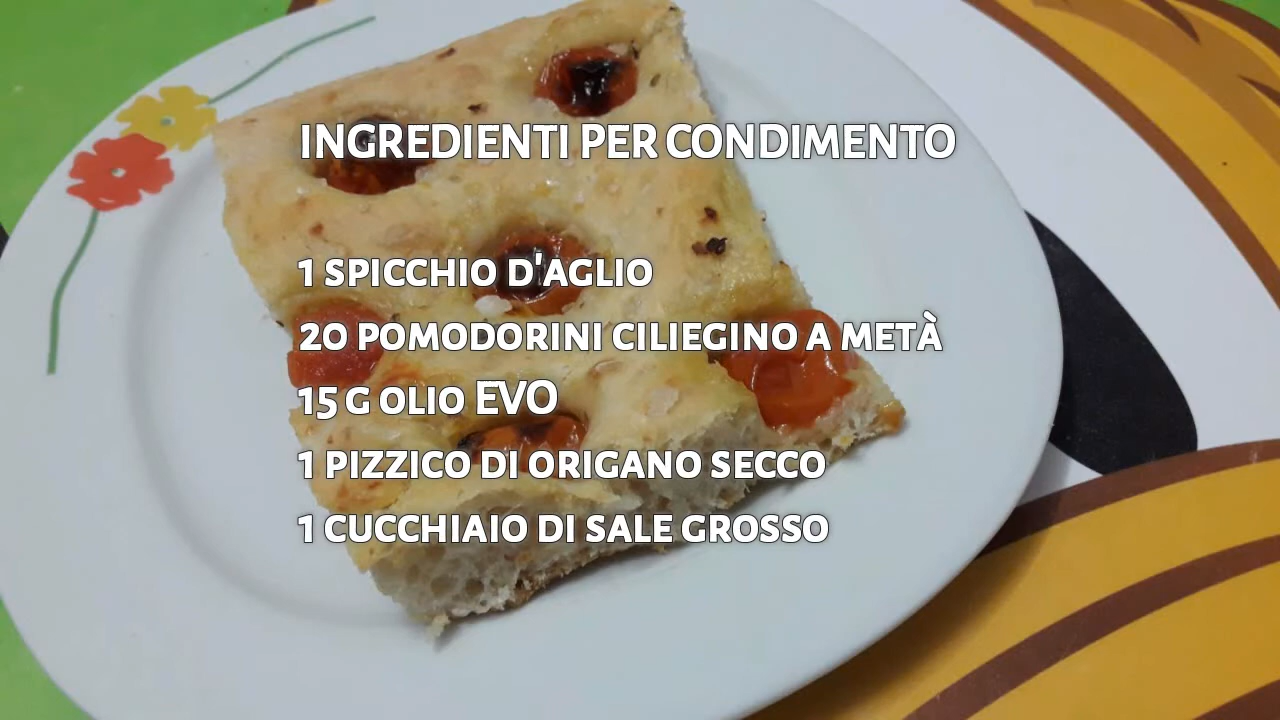 INGREDIENTI PER CONDIMENTO
1 SPICCHIO D'AGLIO
20 POMODORINI CILIEGINO A METÀ
15 G OLIO EVO
1 PIZZICO DI ORIGANO SECCO
1 CUCCHIAIO DI SALE GROSSO